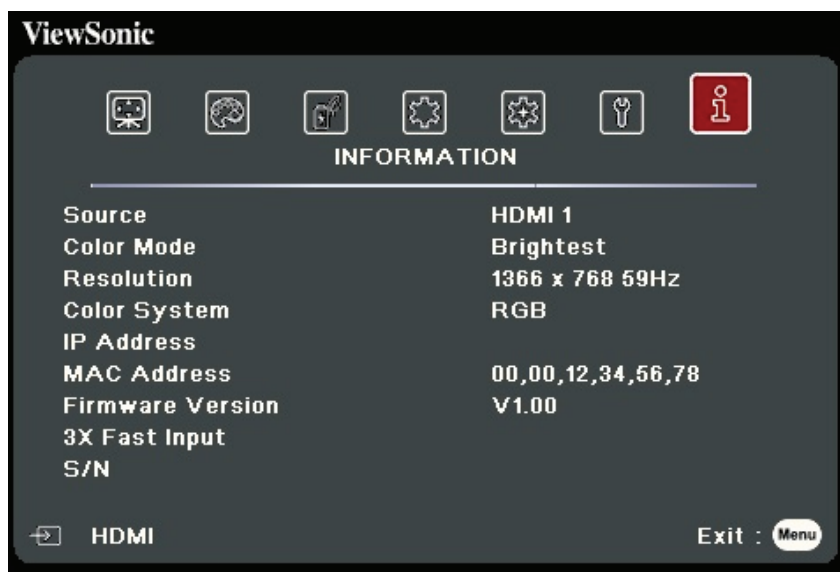 ViewSonic
INFORMATION
Source HDMI 1
Color Mode Brightest
Resolution 1366 x 768 59Hz
Color System RGB
IP Address
MAC Address 00,00,12,34,56,78
Firmware Version V1.00
3X Fast Input
S/N
HDMI Exit : Menu